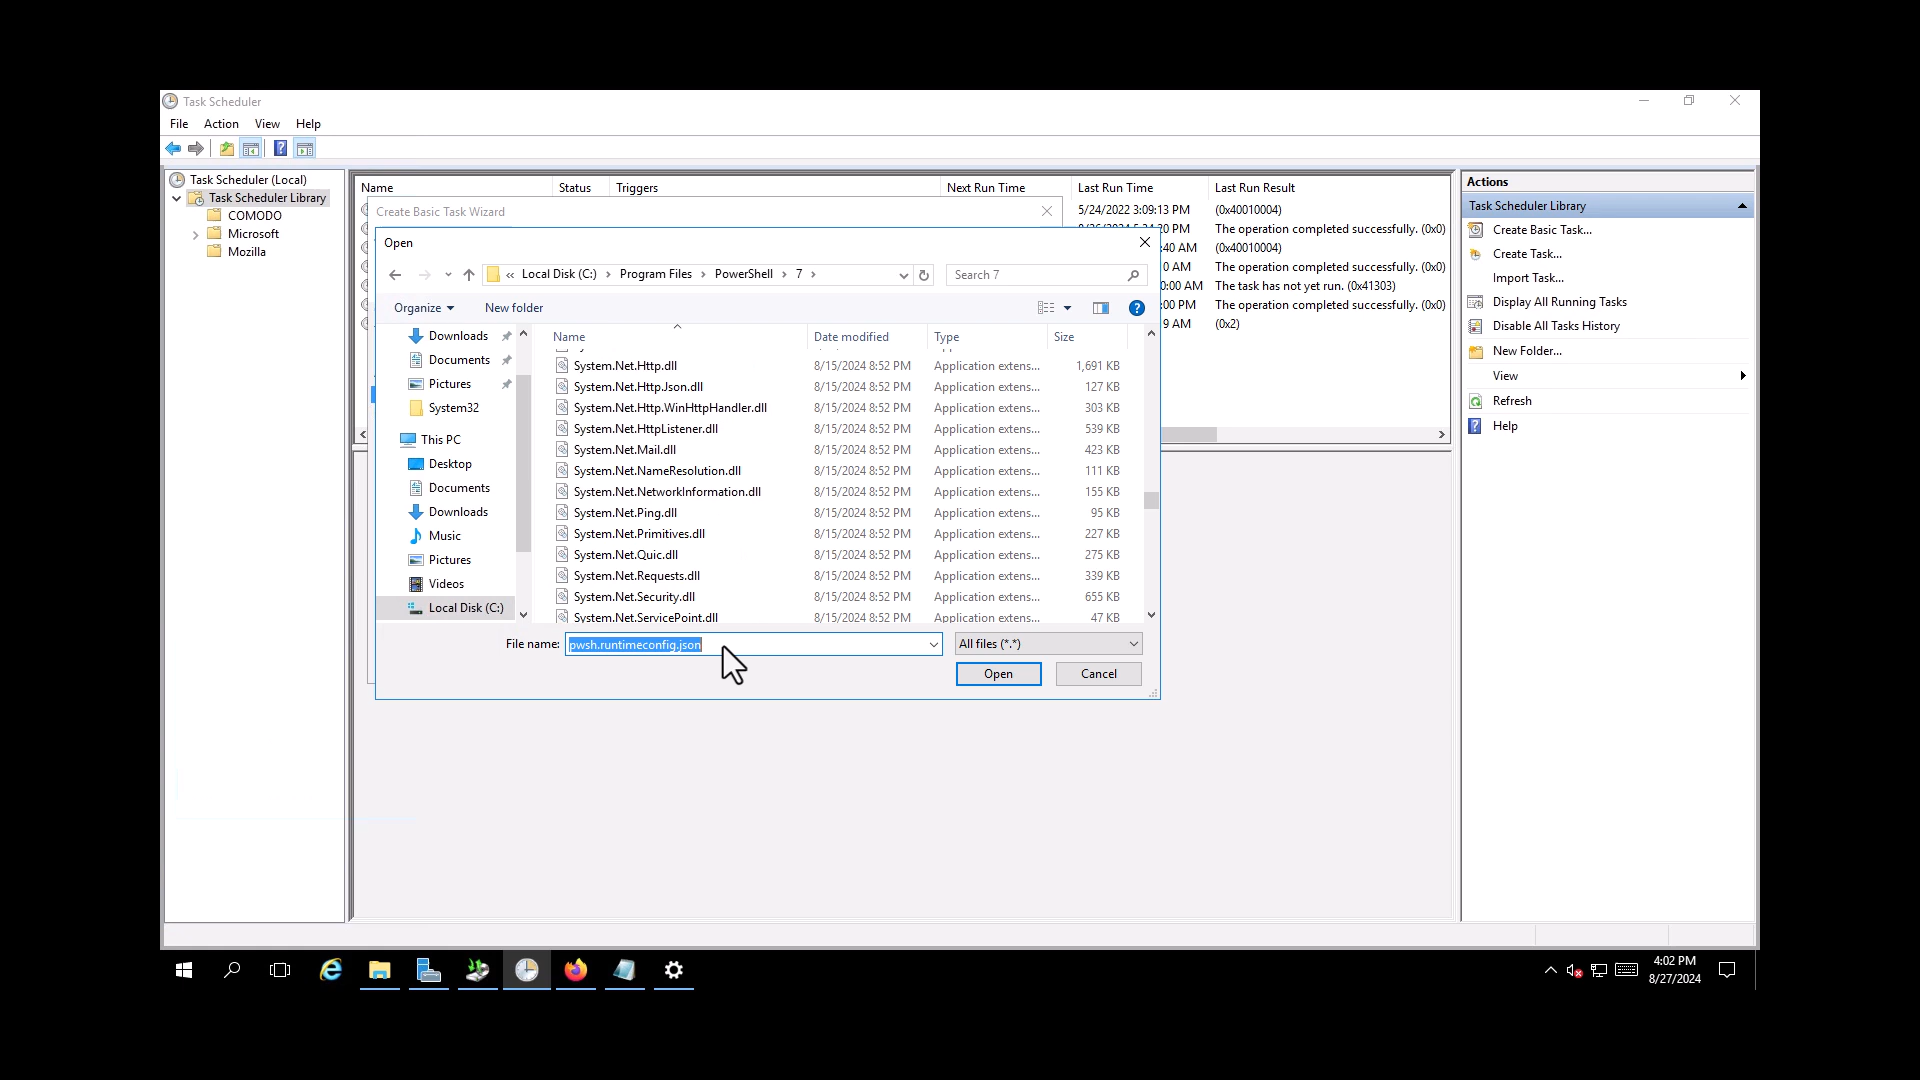 Task Scheduler
File Action View Help
Task Scheduler (Local)
Task Scheduler Library
COMODO
Microsoft
Mozilla
Name Status Triggers Next Run Time Last Run Time Last Run Result
5/24/2022 3:09:13 PM (0x40010004)
The operation completed successfully. (0x0)
:40 AM (0x40010004)
0 AM The operation completed successfully. (0x0)
0:00 AM The task has not yet run. (0x41303)
:00 PM The operation completed successfully. (0x0)
9 AM (0x2)
Create Basic Task Wizard
Open
« Local Disk (C:) > Program Files > PowerShell > 7 >
Search 7
Organize
New folder
Downloads
Documents
Pictures
System32
This PC
Desktop
Documents
Downloads
Music
Pictures
Videos
Local Disk (C:)
Name Date modified Type Size
System.Net.Http.dll 8/15/2024 8:52 PM Application extens... 1,691 KB
System.Net.Http.Json.dll 8/15/2024 8:52 PM Application extens... 127 KB
System.Net.Http.WinHttpHandler.dll 8/15/2024 8:52 PM Application extens... 303 KB
System.Net.HttpListener.dll 8/15/2024 8:52 PM Application extens... 539 KB
System.Net.Mail.dll 8/15/2024 8:52 PM Application extens... 423 KB
System.Net.NameResolution.dll 8/15/2024 8:52 PM Application extens... 111 KB
System.Net.NetworkInformation.dll 8/15/2024 8:52 PM Application extens... 155 KB
System.Net.Ping.dll 8/15/2024 8:52 PM Application extens... 95 KB
System.Net.Primitives.dll 8/15/2024 8:52 PM Application extens... 227 KB
System.Net.Quic.dll 8/15/2024 8:52 PM Application extens... 275 KB
System.Net.Requests.dll 8/15/2024 8:52 PM Application extens... 339 KB
System.Net.Security.dll 8/15/2024 8:52 PM Application extens... 655 KB
System.Net.ServicePoint.dll 8/15/2024 8:52 PM Application extens... 47 KB
File name: pwsh.runtimeconfig.json
All files (*.*)
Open
Cancel
Actions
Task Scheduler Library
Create Basic Task...
Create Task...
Import Task...
Display All Running Tasks
Disable All Tasks History
New Folder...
View
Refresh
Help
4:02 PM
8/27/2024